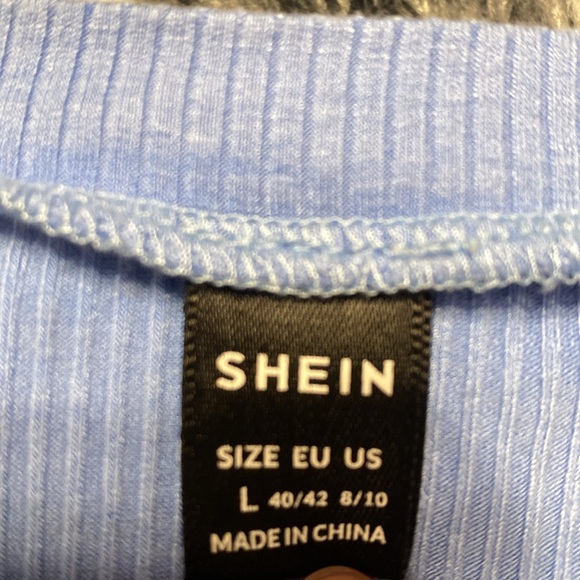 SHEIN
SIZE EU US
L 40/42 8/10
MADE IN CHINA